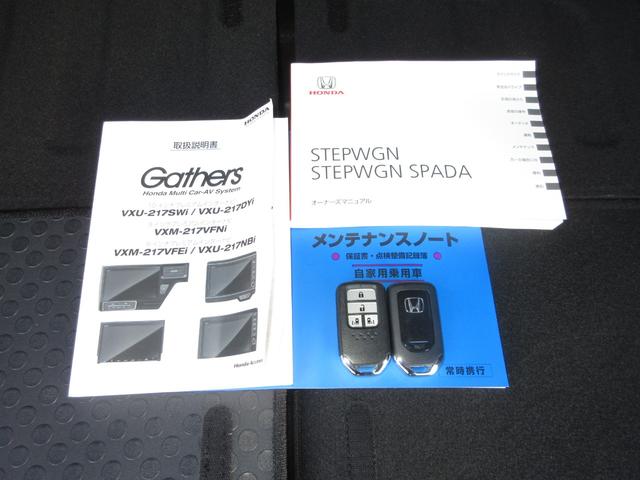 HONDA
取扱説明書
Gathers
Honda Multi Car-AV System
VXU-217SWi / VXU-217DYi
VXM-217VFNi
VXM-217VFEi / VXU-217NBi
Honda Access
HONDA
STEPWGN
STEPWGN SPADA
オーナーズマニュアル
メンテナンスノート
保証書・点検整備記録簿
自家用乗用車
常時携行